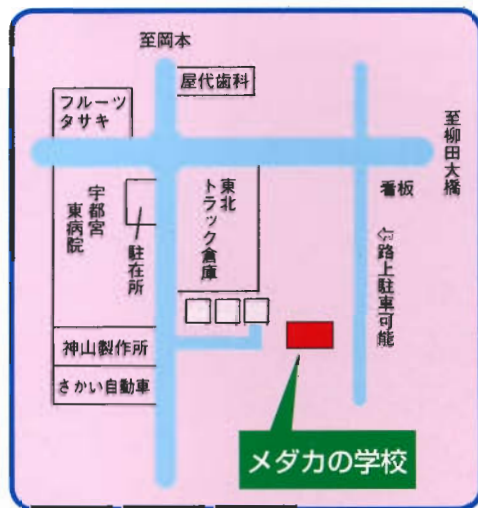 至岡本
屋代歯科
フルーツ
タサキ
至柳田大橋
看板
⇦路上駐車可能
東北
トラック倉庫
宇都宮
東病院
駐在所
神山製作所
さかい自動車
メダカの学校